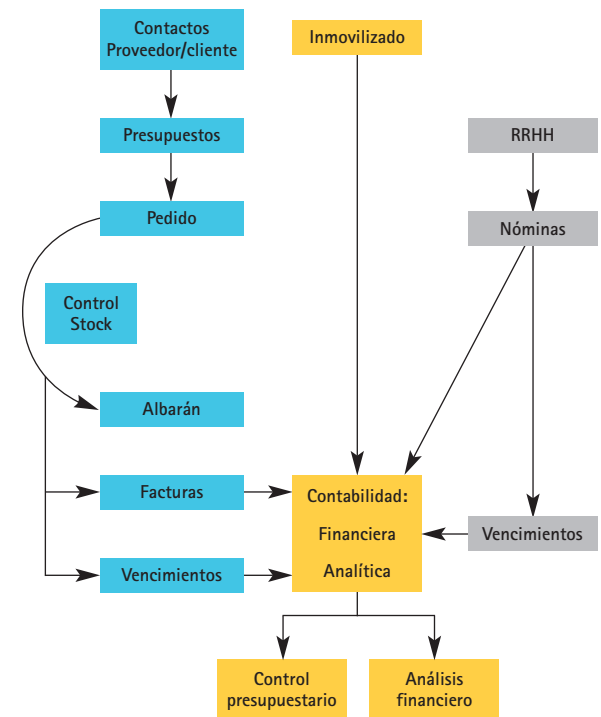 Contactos
Proveedor/cliente
Inmovilizado
Presupuestos
RRHH
Pedido
Nóminas
Control
Stock
Albarán
Facturas
Contabilidad:
Financiera
Analítica
Vencimientos
Vencimientos
Control
presupuestario
Análisis
financiero